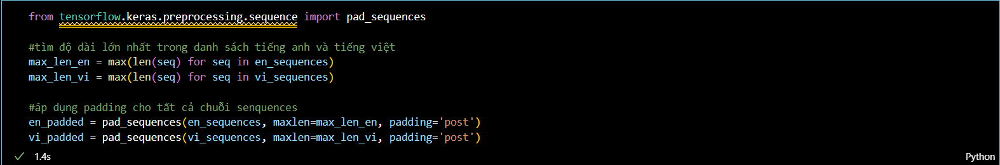 from tensorflow.keras.preprocessing.sequence import pad_sequences
#tìm độ dài lớn nhất trong danh sách tiếng anh và tiếng việt
max_len_en = max(len(seq) for seq in en_sequences)
max_len_vi = max(len(seq) for seq in vi_sequences)
#áp dụng padding cho tất cả chuỗi senquences
en_padded = pad_sequences(en_sequences, maxlen=max_len_en, padding='post')
vi_padded = pad_sequences(vi_sequences, maxlen=max_len_vi, padding='post')
1.4s
Python